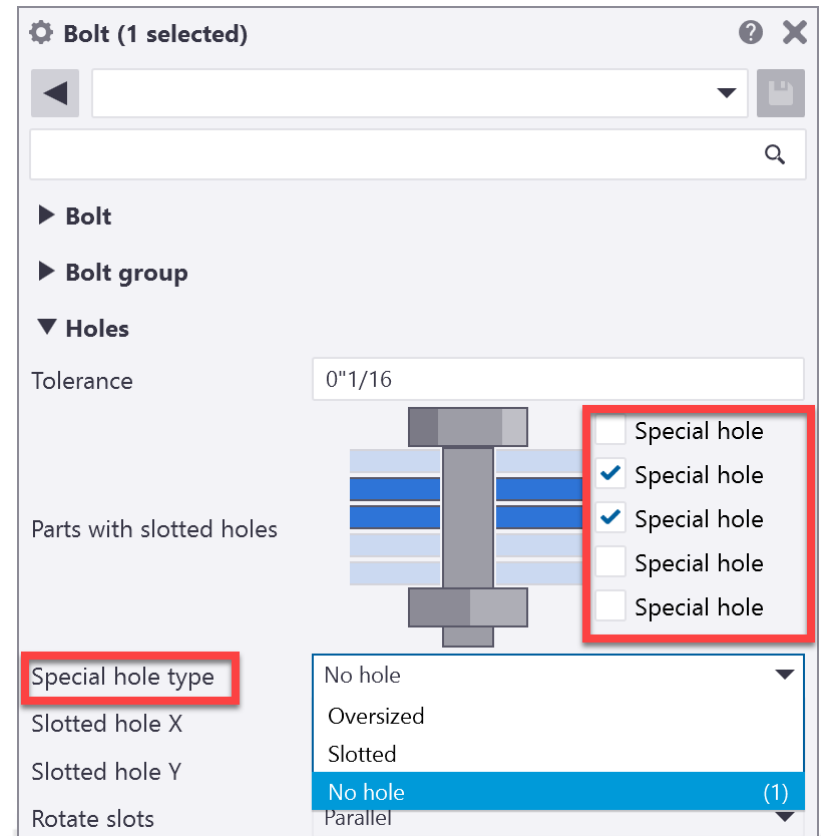 Bolt (1 selected)
Bolt
Bolt group
Holes
Tolerance 0"1/16
Special hole
Special hole
Parts with slotted holes Special hole
Special hole
Special hole
Special hole type No hole
Slotted hole X Oversized
Slotted
Slotted hole Y No hole (1)
Rotate slots Parallel